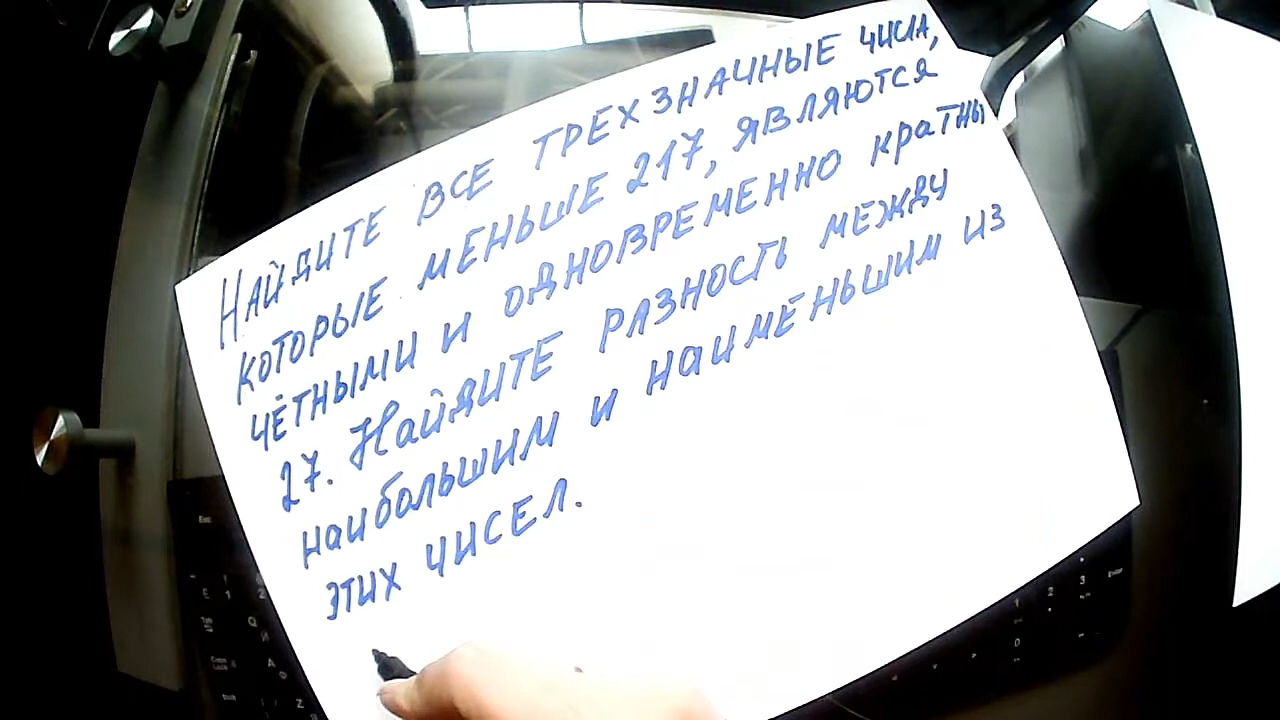 НАЙДИТЕ ВСЕ ТРЕХЗНАЧНЫЕ ЧИСЛА,
КОТОРЫЕ МЕНЬШЕ 217, ЯВЛЯЮТСЯ
ЧЁТНЫМИ И ОДНОВРЕМЕННО кратны
27. Найдите РАЗНОСТЬ МЕЖДУ
наибольшим и наименьшим из
этих ЧИСЕЛ.